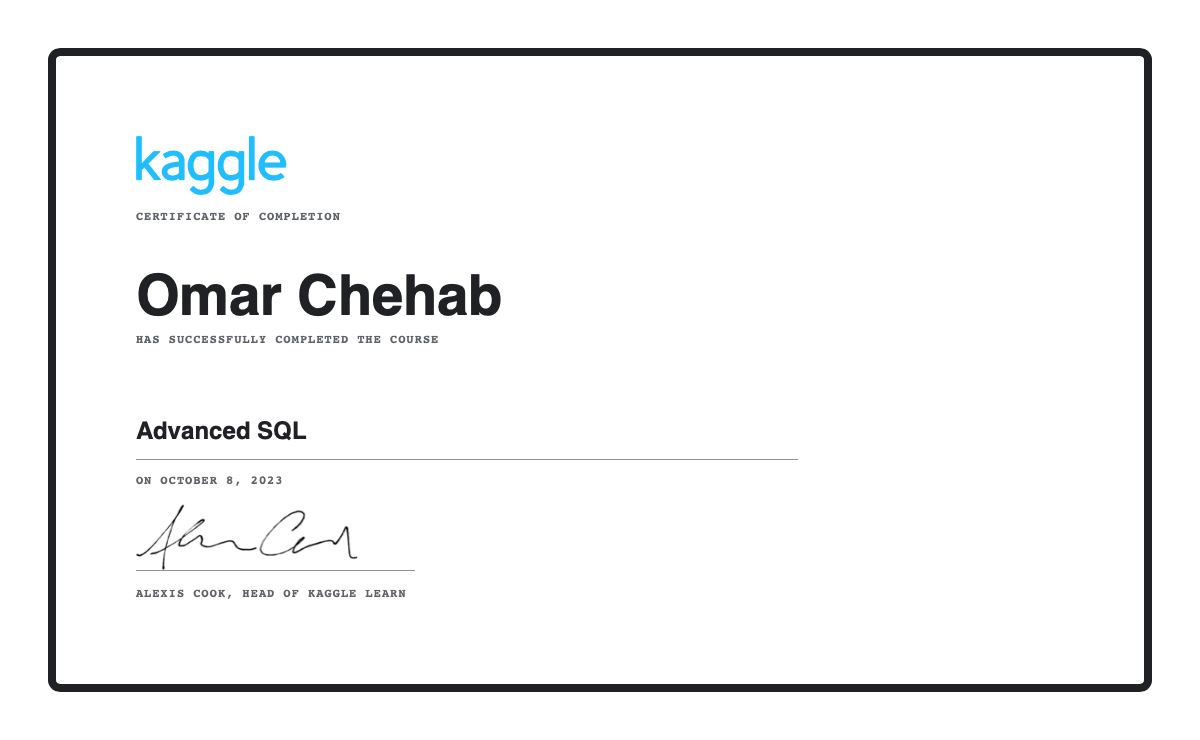 kaggle
CERTIFICATE OF COMPLETION
Omar Chehab
HAS SUCCESSFULLY COMPLETED THE COURSE
Advanced SQL
ON OCTOBER 8, 2023
ALEXIS COOK, HEAD OF KAGGLE LEARN